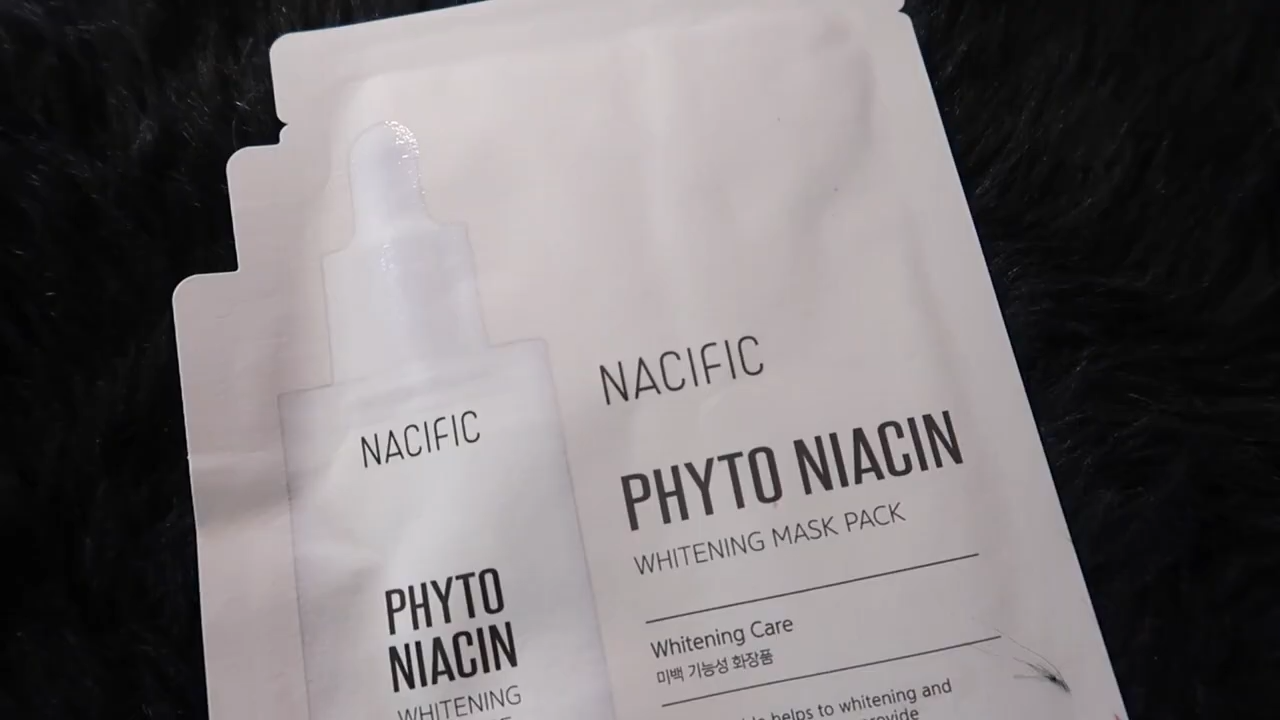 NACIFIC
PHYTO
NIACIN
WHITENING
NACIFIC
PHYTO NIACIN
WHITENING MASK PACK
Whitening Care
미백 기능성 화장품
helps to whitening and
provide